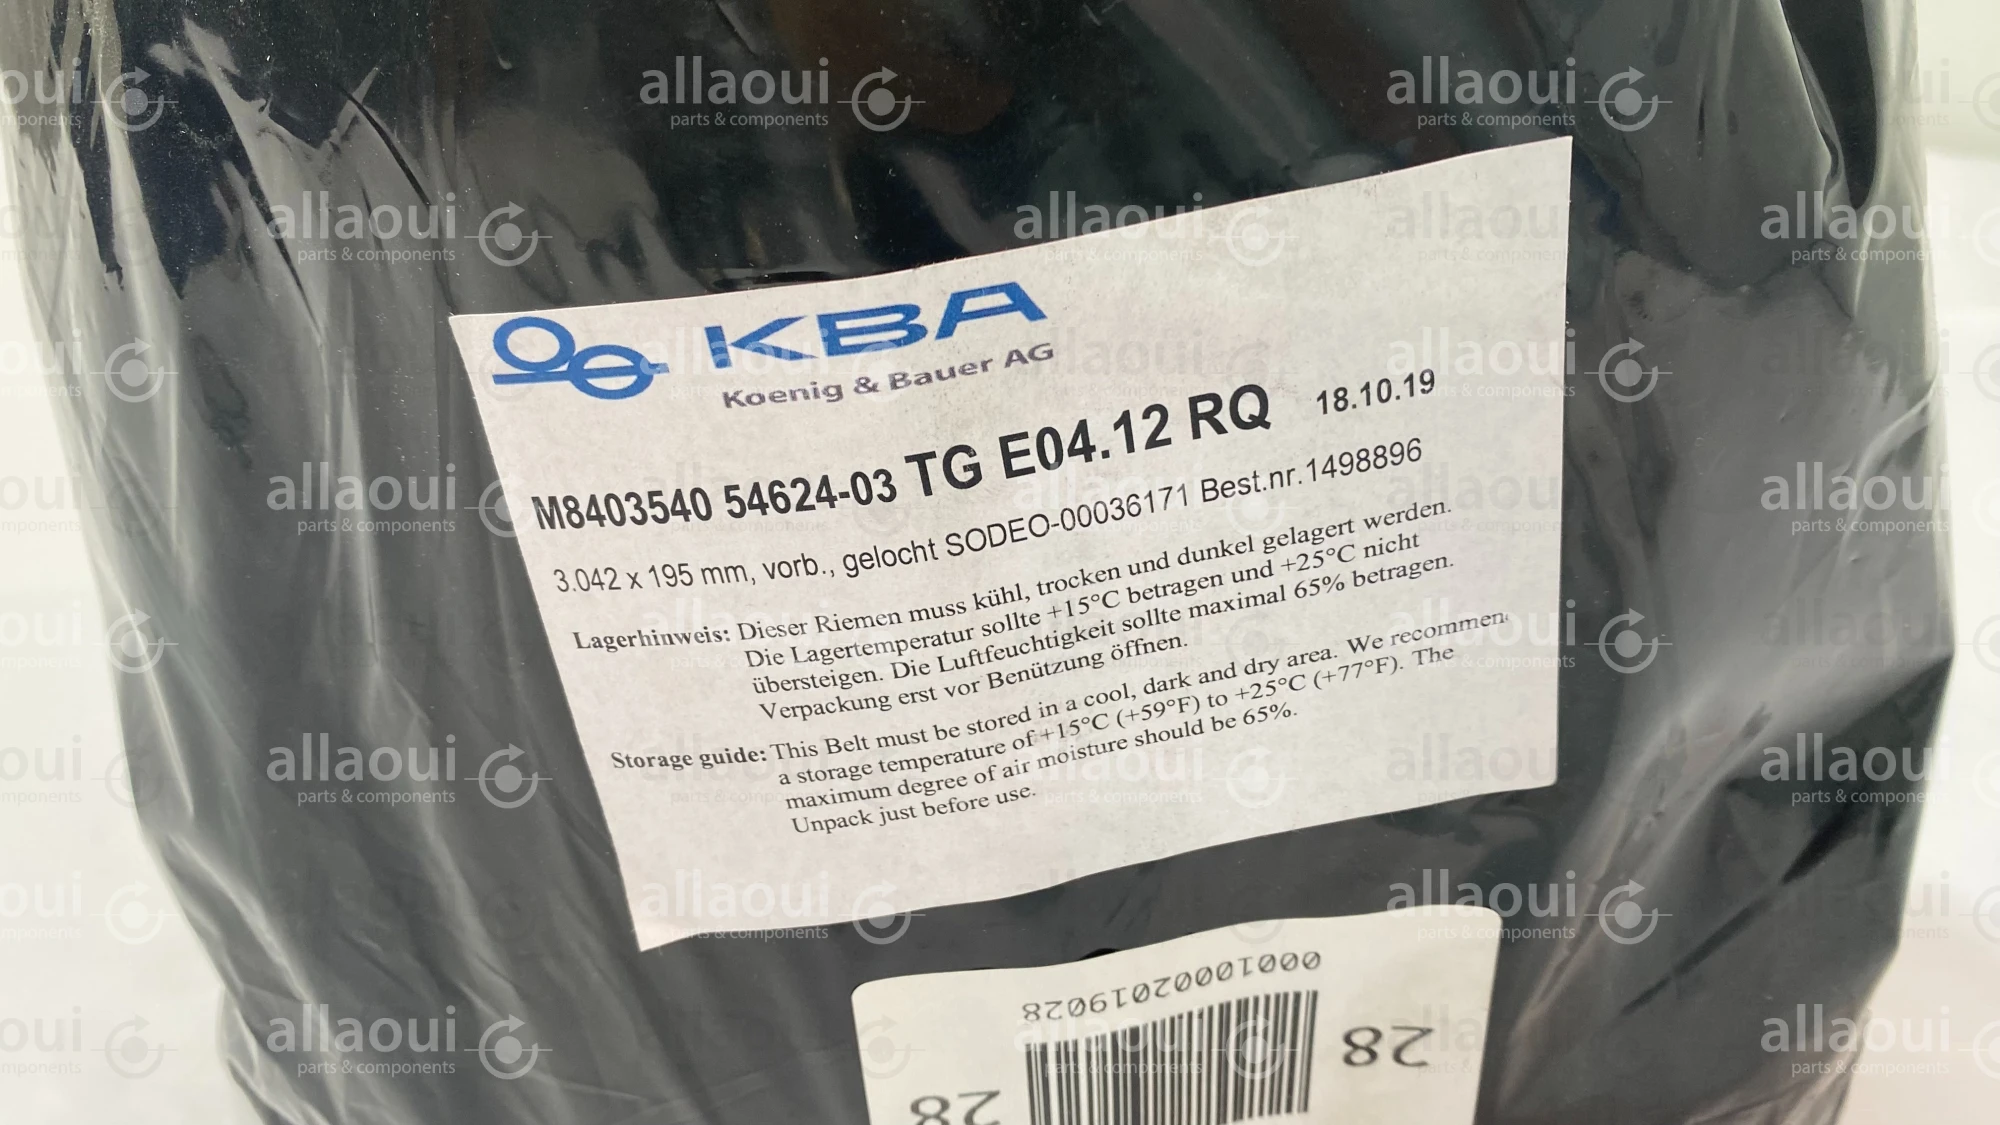 KBA
Koenig & Bauer AG
M8403540 54624-03 TG E04.12 RQ 18.10.19
3.042 x 195 mm, vorb., gelocht SODEO-00036171 Best.nr.1498896
Lagerhinweis: Dieser Riemen muss kühl, trocken und dunkel gelagert werden.
Die Lagertemperatur sollte +15°C betragen und +25°C nicht
übersteigen. Die Luftfeuchtigkeit sollte maximal 65% betragen.
Verpackung erst vor Benützung öffnen.
Storage guide: This Belt must be stored in a cool, dark and dry area. We recommen
a storage temperature of +15°C (+59°F) to +25°C (+77°F). The
maximum degree of air moisture should be 65%.
Unpack just before use.
00010002019028
28
28
allaoui
parts & components